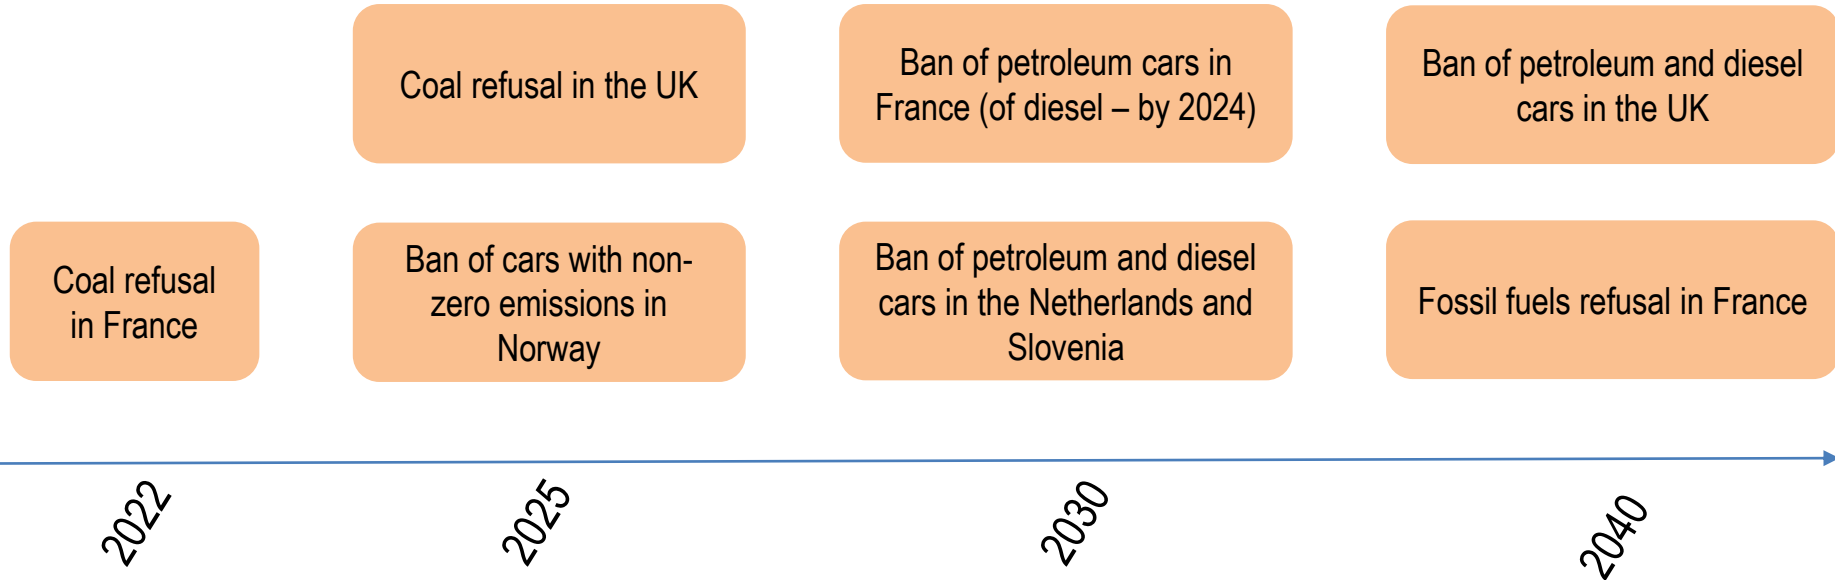 Coal refusal in the UK
Ban of petroleum cars in
France (of diesel – by 2024)
Ban of petroleum and diesel
cars in the UK
Coal refusal
in France
Ban of cars with non-
zero emissions in
Norway
Ban of petroleum and diesel
cars in the Netherlands and
Slovenia
Fossil fuels refusal in France
2022
2025
2030
2040